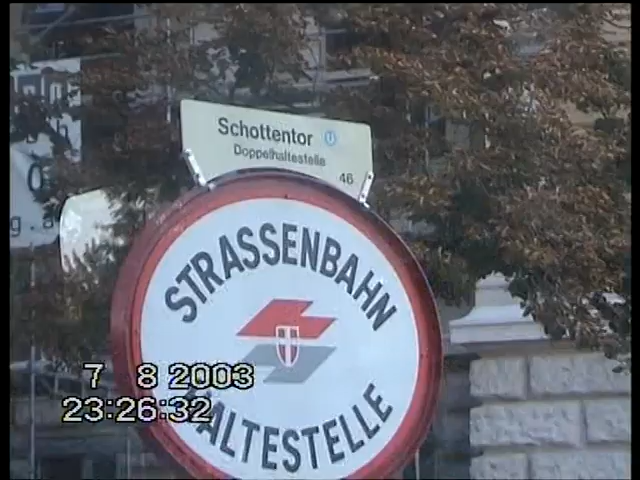 Schottentor U
Doppelhaltestelle
46
STRASSENBAHN
HALTESTELLE
7 8 2003
23:26:32